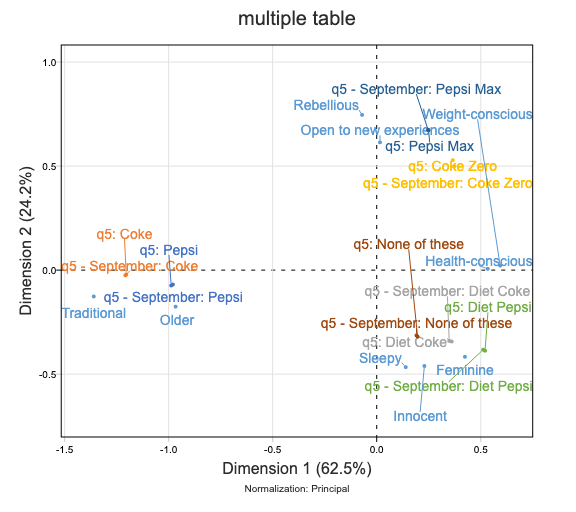 multiple table
1.0
q5 - September: Pepsi Max
Rebellious
Weight-conscious
Open to new experiences
q5: Pepsi Max
0.5
q5: Coke Zero
q5 - September: Coke Zero
q5: Coke
q5: None of these
q5: Pepsi
Health-conscious
q5 - September: Coke
0.0
q5 - September: Diet Coke
q5 - September: Pepsi
q5: Diet Pepsi
Traditional
Older
q5 - September: None of these
q5: Diet Coke
Sleepy
Feminine
-0.5
q5 - September: Diet Pepsi
Innocent
Dimension 2 (24.2%)
-1.5 -1.0 -0.5 0.0 0.5
Dimension 1 (62.5%)
Normalization: Principal